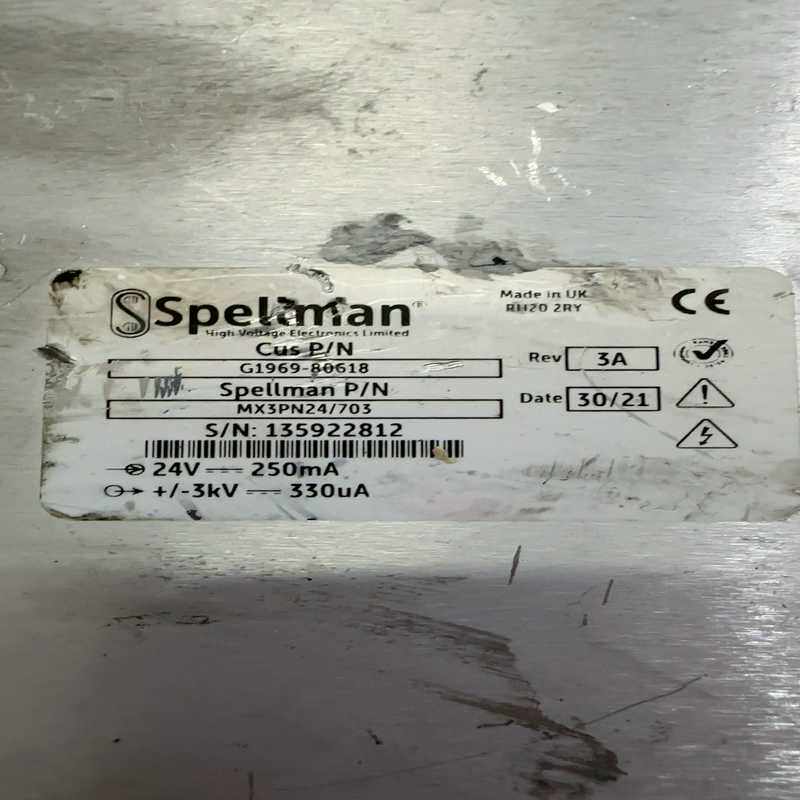 Spellman®
High Voltage Electronics Limited
Made in UK
RH20 2RY
CE
Cus P/N
G1969-80618
Rev 3A
Spellman P/N
MX3PN24/703
Date 30/21
S/N: 135922812
24V 250mA
+/-3kV 330uA